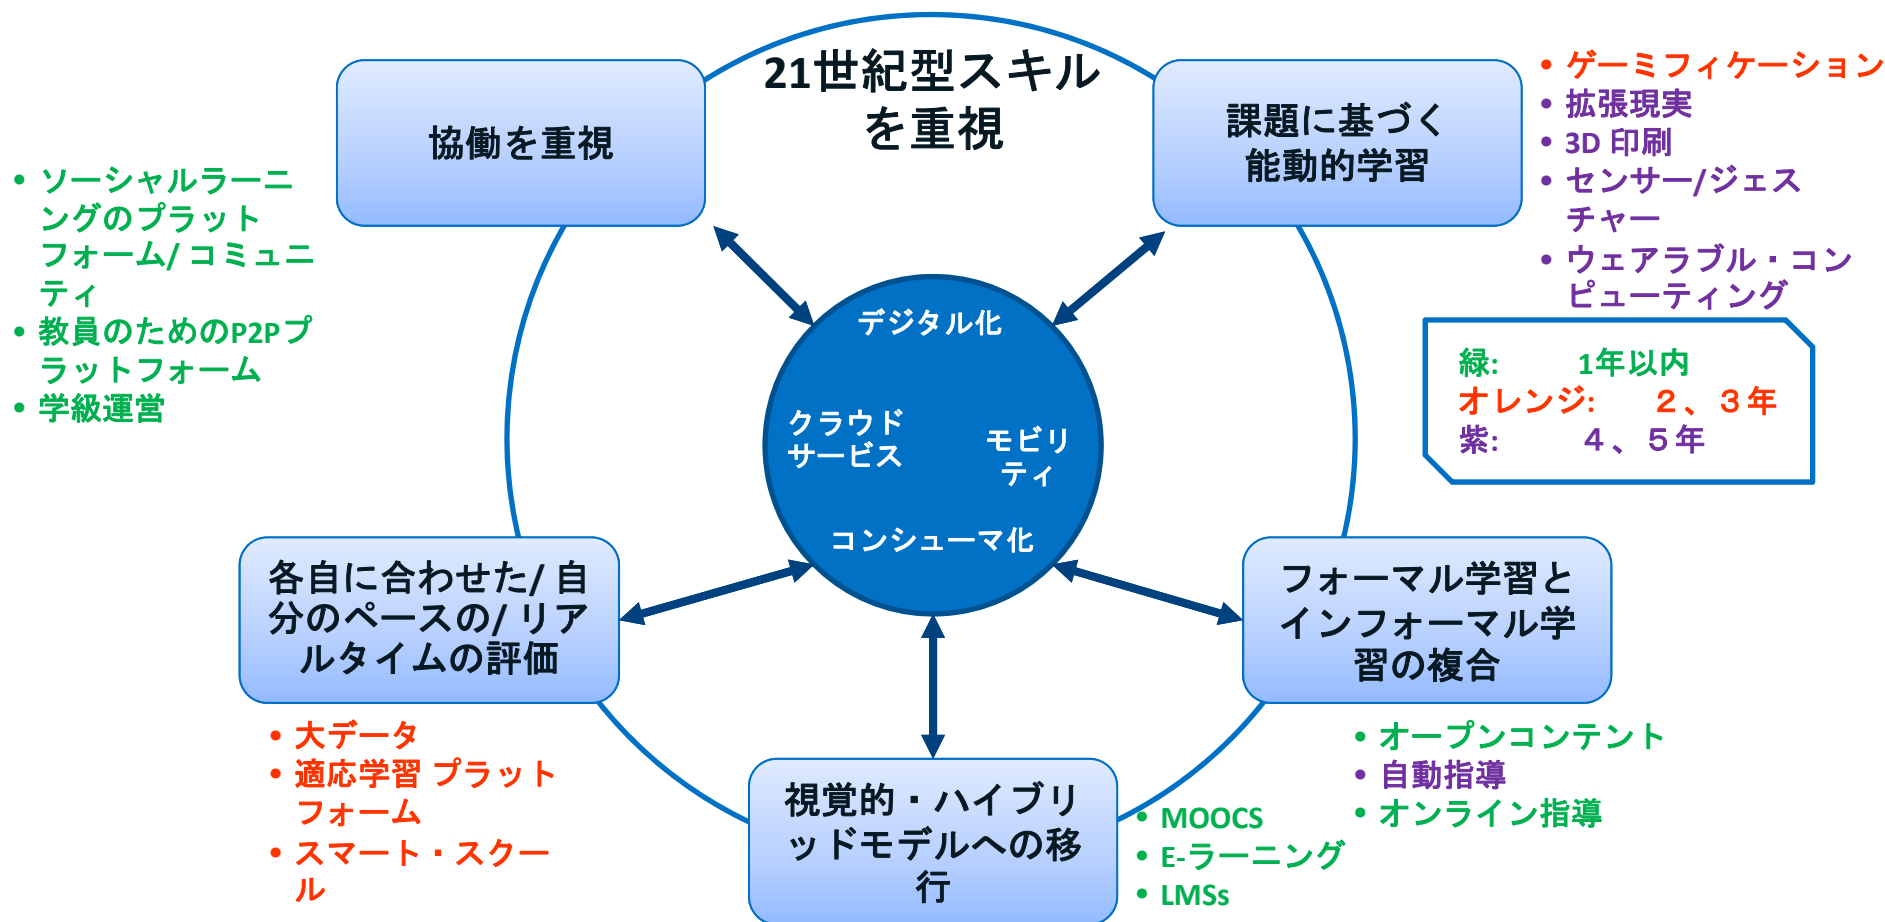 21世紀型スキル
を重視
協働を重視
課題に基づく
能動的学習
• ゲーミフィケーション
• 拡張現実
• 3D 印刷
• センサー/ジェス
チャー
• ウェアラブル・コン
ピューティング
• ソーシャルラーニ
ングのプラット
フォーム/ コミュニ
ティ
• 教員のためのP2Pプ
ラットフォーム
• 学級運営
デジタル化
クラウド
サービス
モビリ
ティ
コンシューマ化
緑: 1年以内
オレンジ: 2、3年
紫: 4、5年
各自に合わせた/ 自
分のペースの/ リア
ルタイムの評価
フォーマル学習と
インフォーマル学
習の複合
• 大データ
• 適応学習 プラット
フォーム
• スマート・スクー
ル
視覚的・ハイブリ
ッドモデルへの移
行
• MOOCS
• E-ラーニング
• LMSs
• オープンコンテント
• 自動指導
• オンライン指導